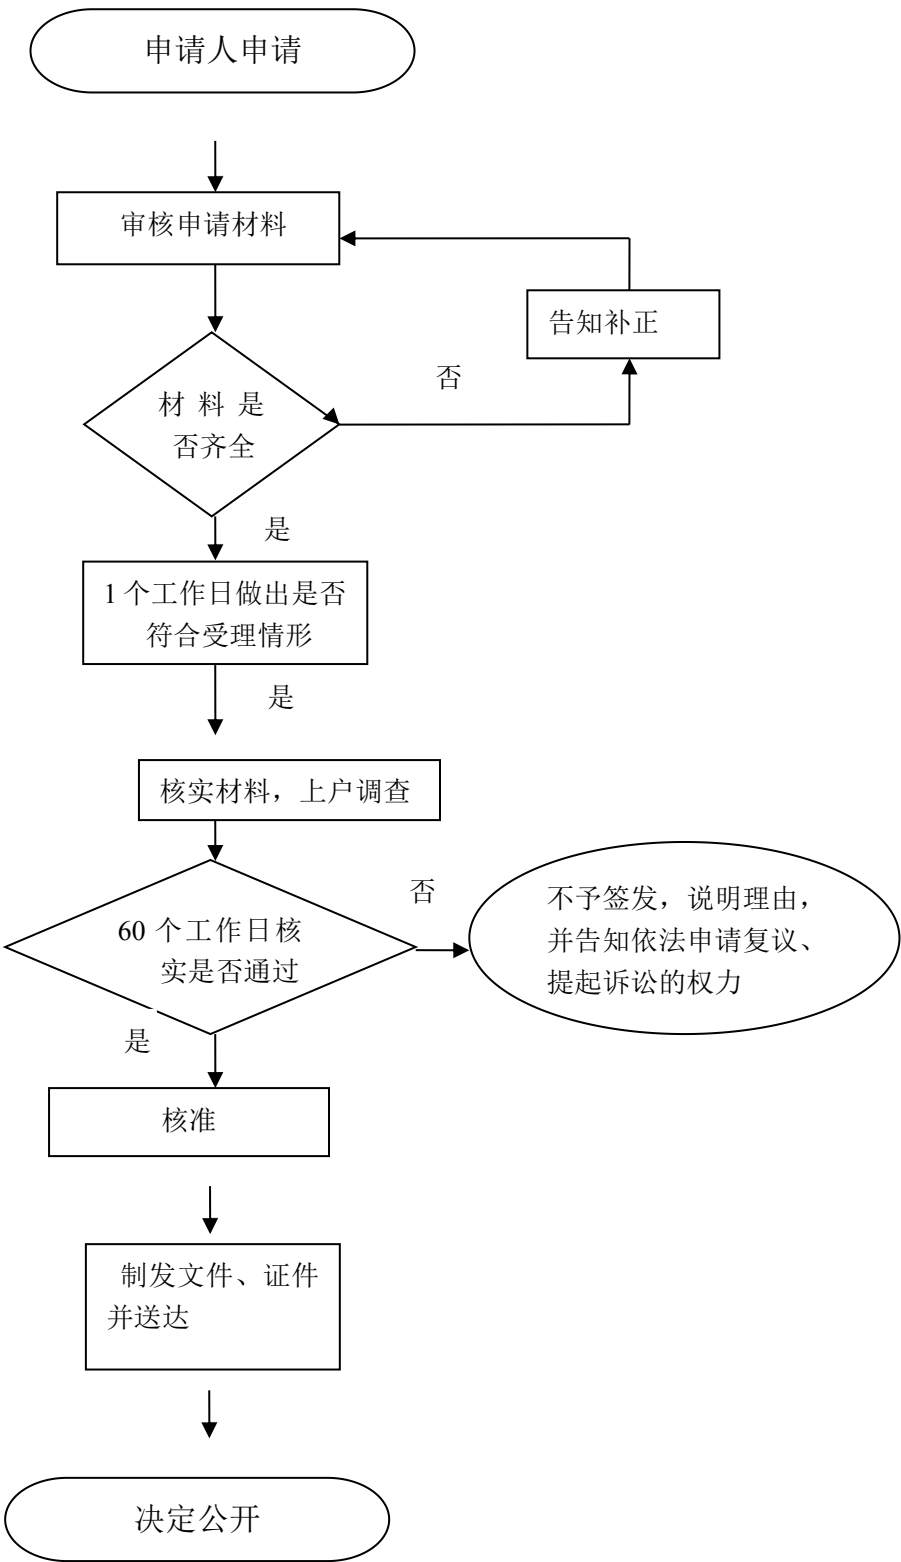 申请人申请
审核申请材料
告知补正
否
材 料 是
否齐全
是
1个工作日做出是否
符合受理情形
是
核实材料，上户调查
否
60 个工作日核
实是否通过
不予签发，说明理由，
并告知依法申请复议、
提起诉讼的权力
是
核准
制发文件、证件
并送达
决定公开